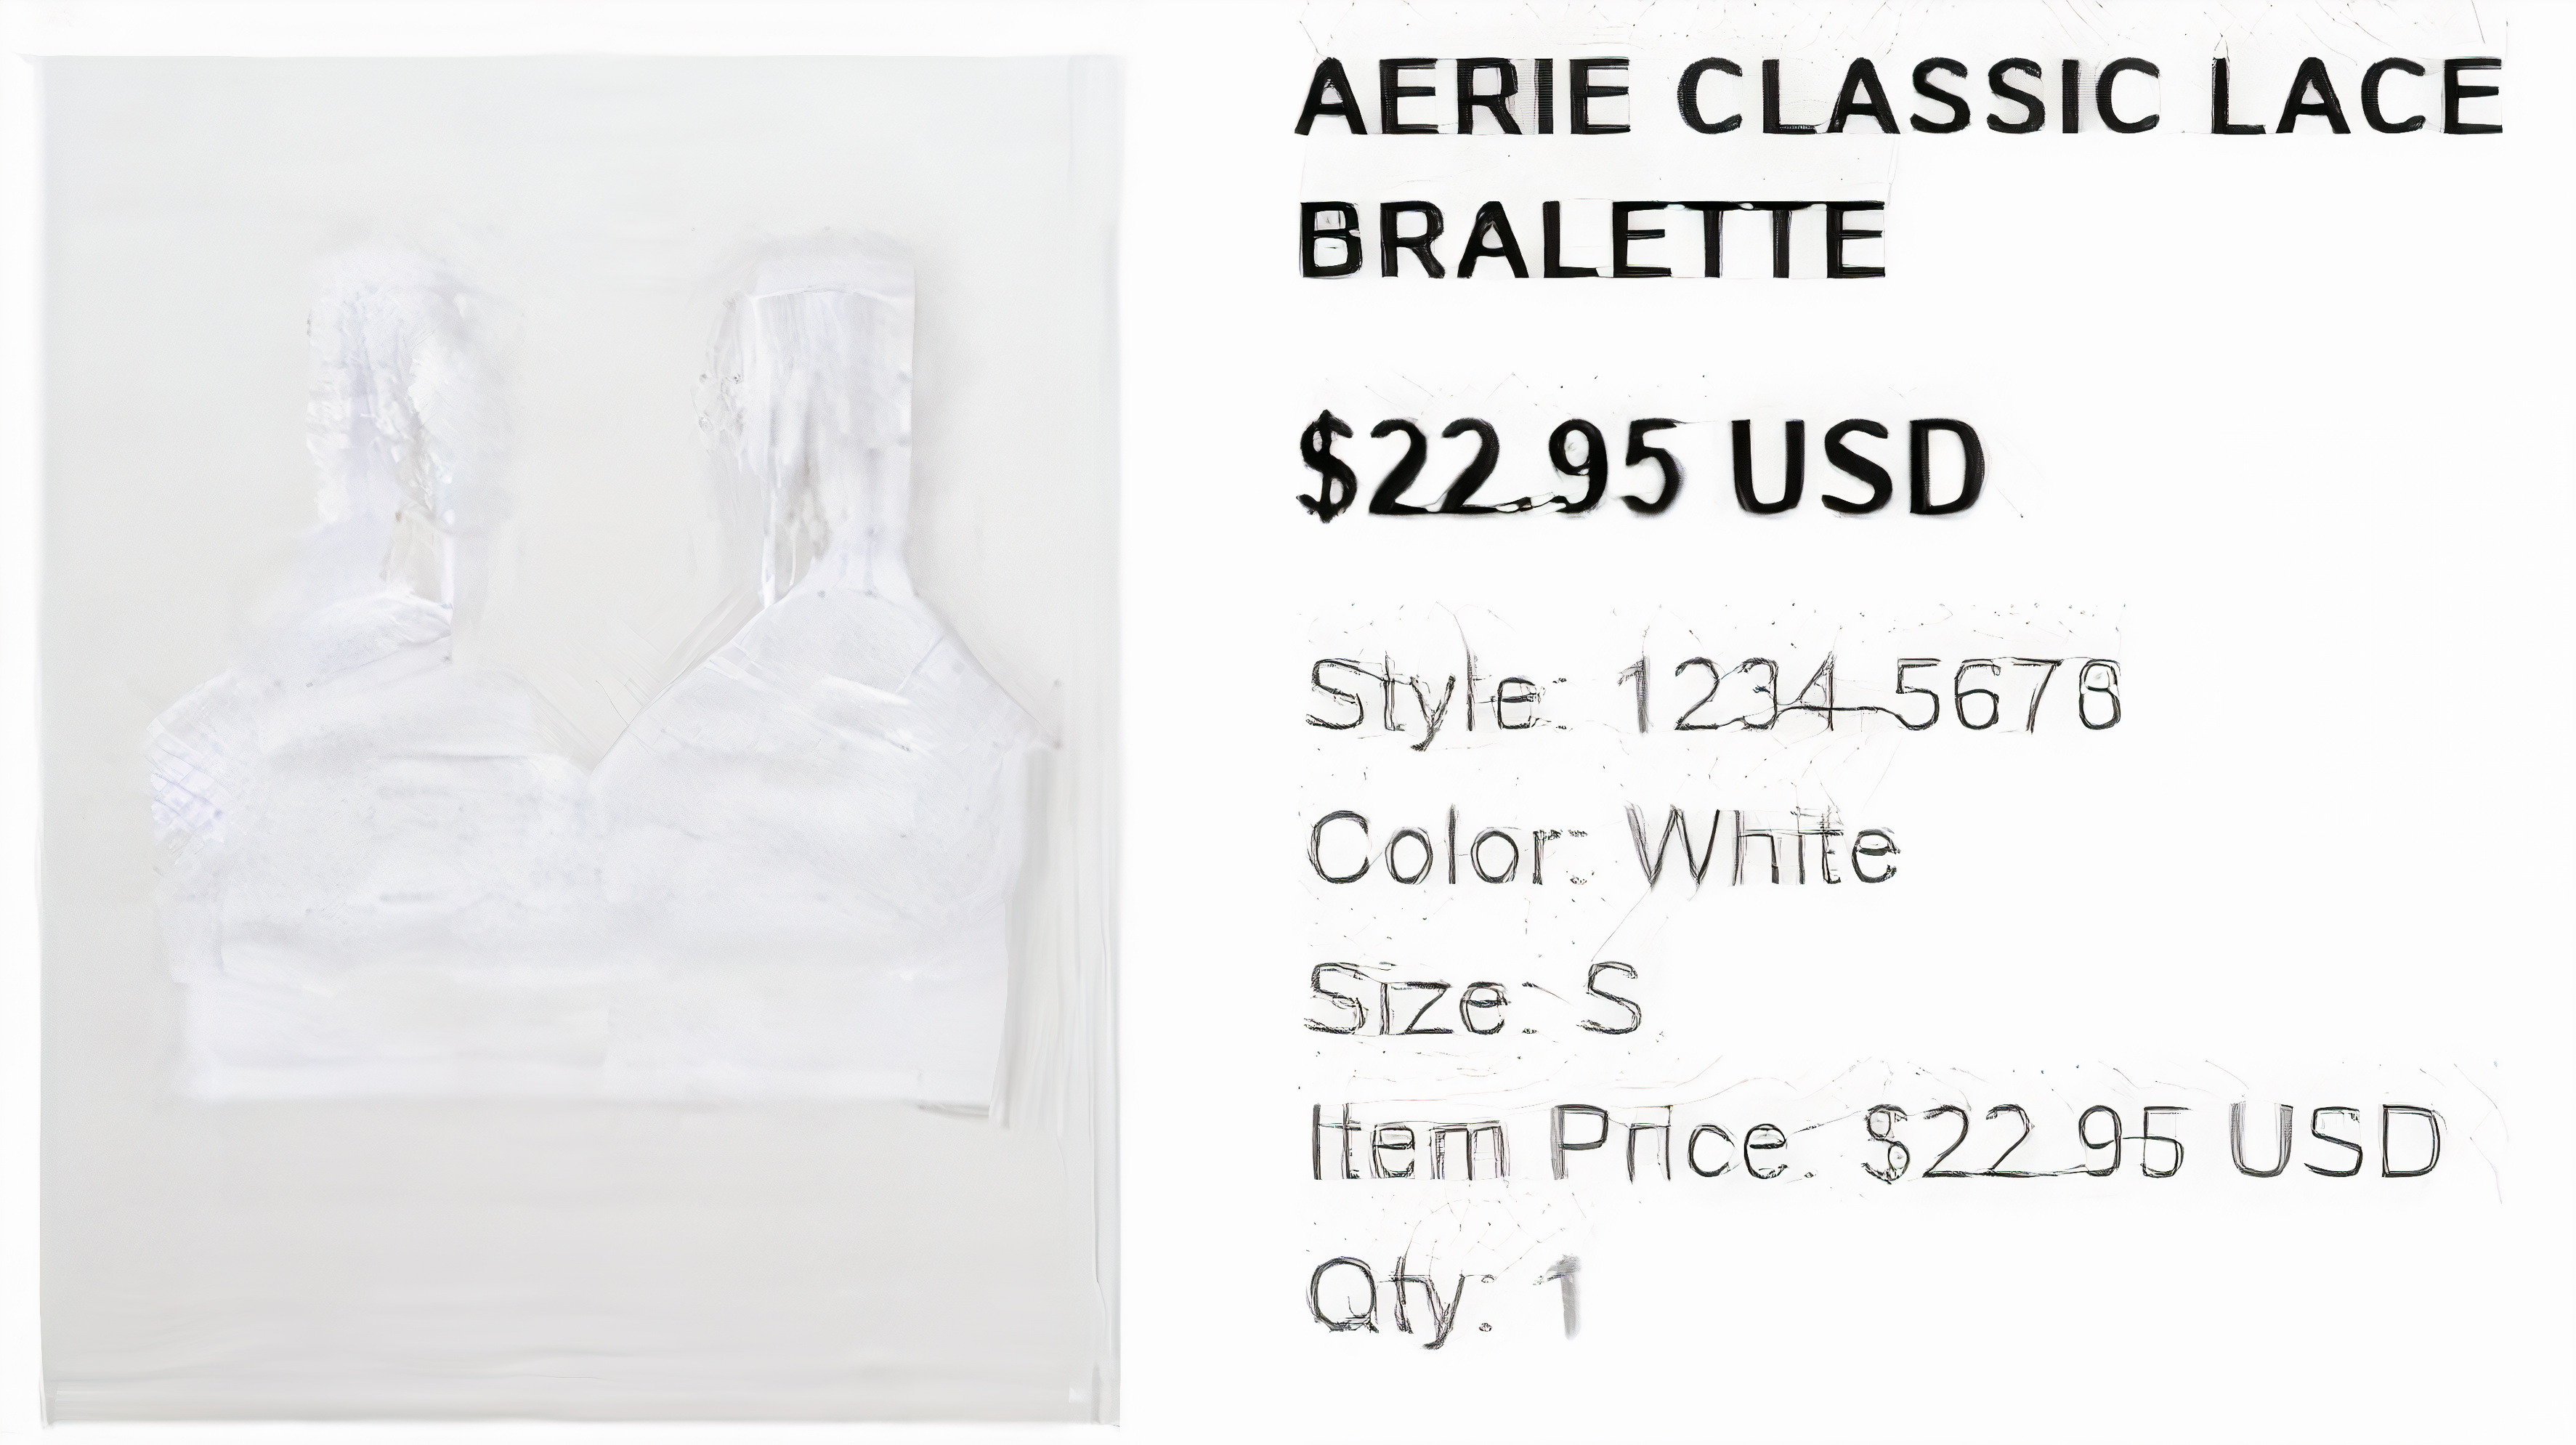 AERIE CLASSIC LACE
BRALETTE
$22.95 USD
Style: 1234 5678
Color: White
Size: S
Item Price: $22.95 USD
Qty: 1